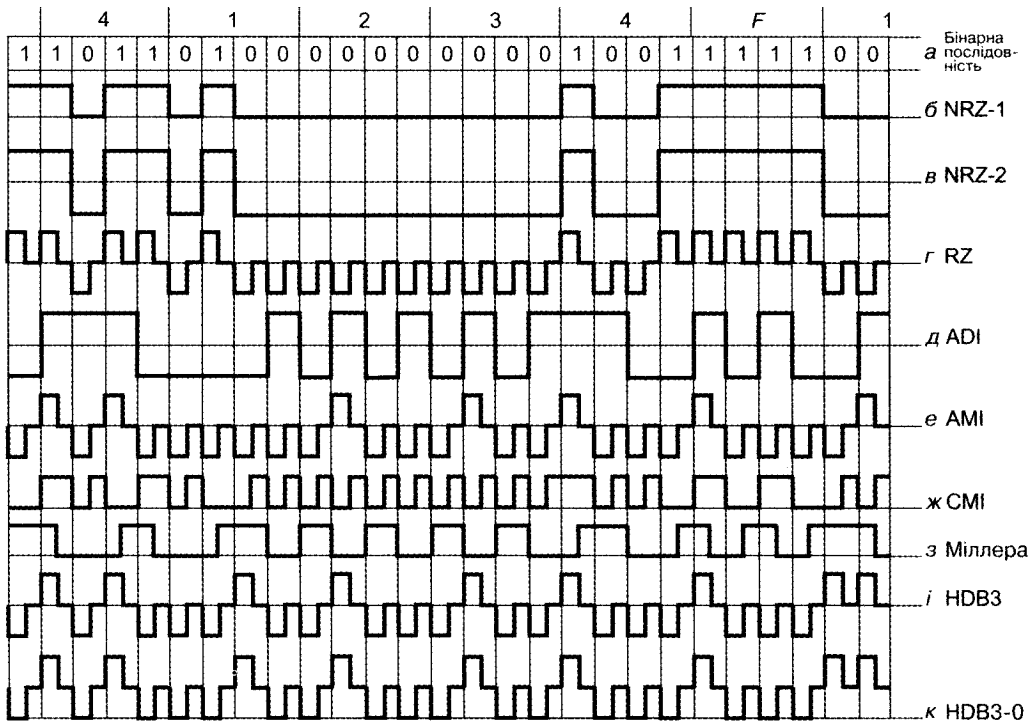 4 1 2 3 4 F 1
1 1 0 1 1 0 1 0 0 0 0 0 0 0 0 0 0 1 0 0 1 1 1 1 1 0 0
а Бінарна
послідов-
ність
б NRZ-1
в NRZ-2
г RZ
д ADI
е AMI
ж CMI
з Міллера
і HDB3
к HDB3-0